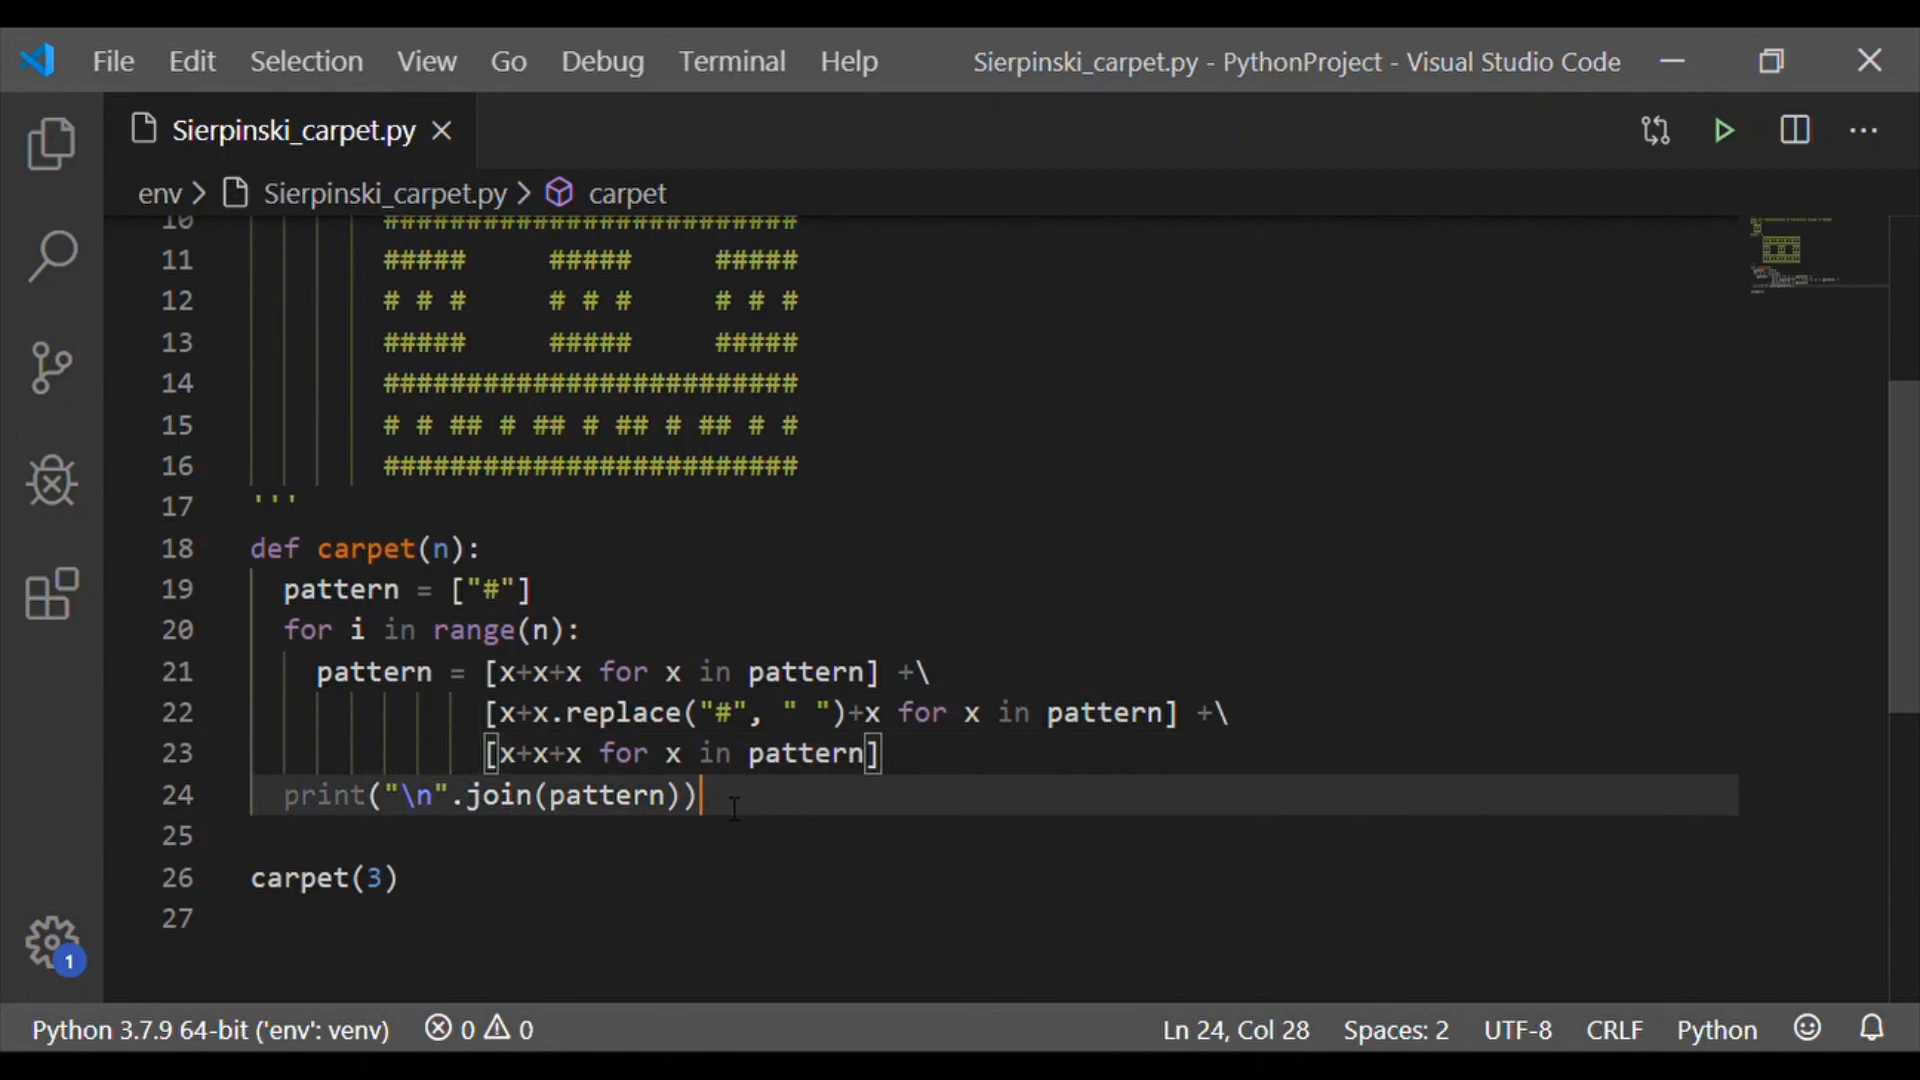 File Edit Selection View Go Debug Terminal Help Sierpinski_carpet.py - PythonProject - Visual Studio Code
Sierpinski_carpet.py
env > Sierpinski_carpet.py > carpet
10 #########################
11 #####     #####     #####
12 # # #     # # #     # # #
13 #####     #####     #####
14 #########################
15 # # ## # ## # ## # ## # #
16 #########################
17 '''
18 def carpet(n):
19   pattern = ["#"]
20   for i in range(n):
21     pattern = [x+x+x for x in pattern] +\
22               [x+x.replace("#", " ")+x for x in pattern] +\
23               [x+x+x for x in pattern]
24   print("\n".join(pattern))
25
26 carpet(3)
27
1
Python 3.7.9 64-bit ('env': venv) 0 0 Ln 24, Col 28 Spaces: 2 UTF-8 CRLF Python